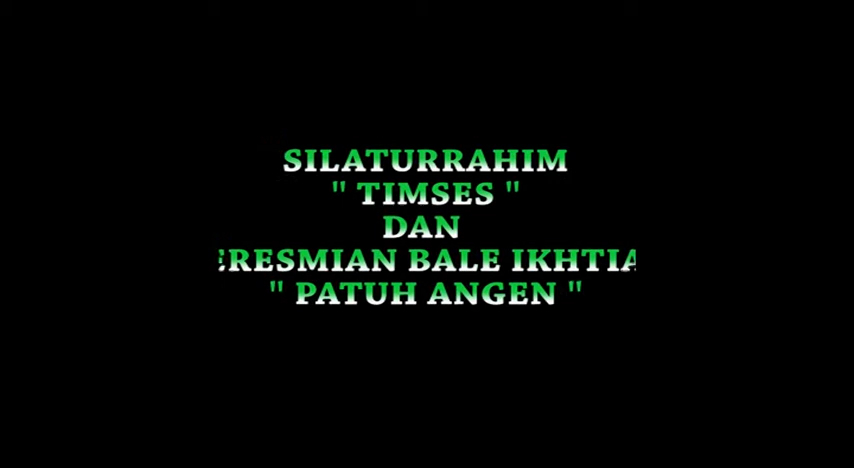 SILATURRAHIM
" TIMSES "
DAN
ERESMIAN BALE IKHTIA
" PATUH ANGEN "